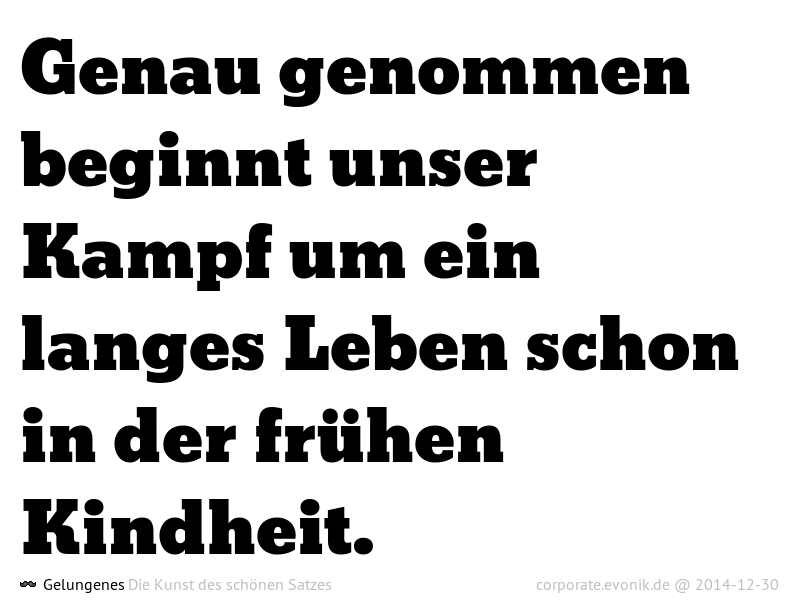 Genau genommen
beginnt unser
Kampf um ein
langes Leben schon
in der frühen
Kindheit.
Gelungenes Die Kunst des schönen Satzes corporate.evonik.de @ 2014-12-30